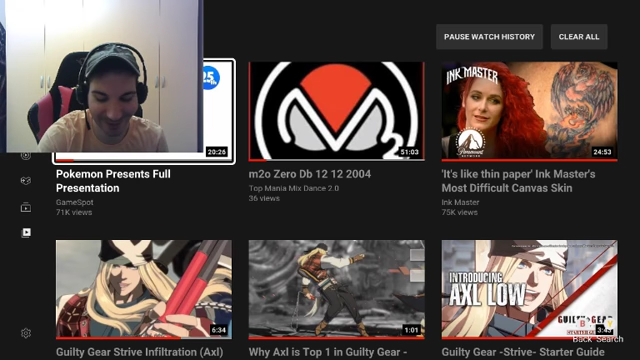 PAUSE WATCH HISTORY
CLEAR ALL
25
20:26
Pokemon Presents Full
Presentation
GameSpot
71K views
M2
51:03
m2o Zero Db 12 12 2004
Top Mania Mix Dance 2.0
36 views
INK MASTER
Paramount
24:53
'It's like thin paper' Ink Master's
Most Difficult Canvas Skin
Ink Master
75K views
6:34
Guilty Gear Strive Infiltration (Axl)
1:01
Why Axl is Top 1 in Guilty Gear -
INTRODUCING
AXL LOW
GUILTY GEAR
Guilty Gear -Strive- Starter Guide
Back
Search